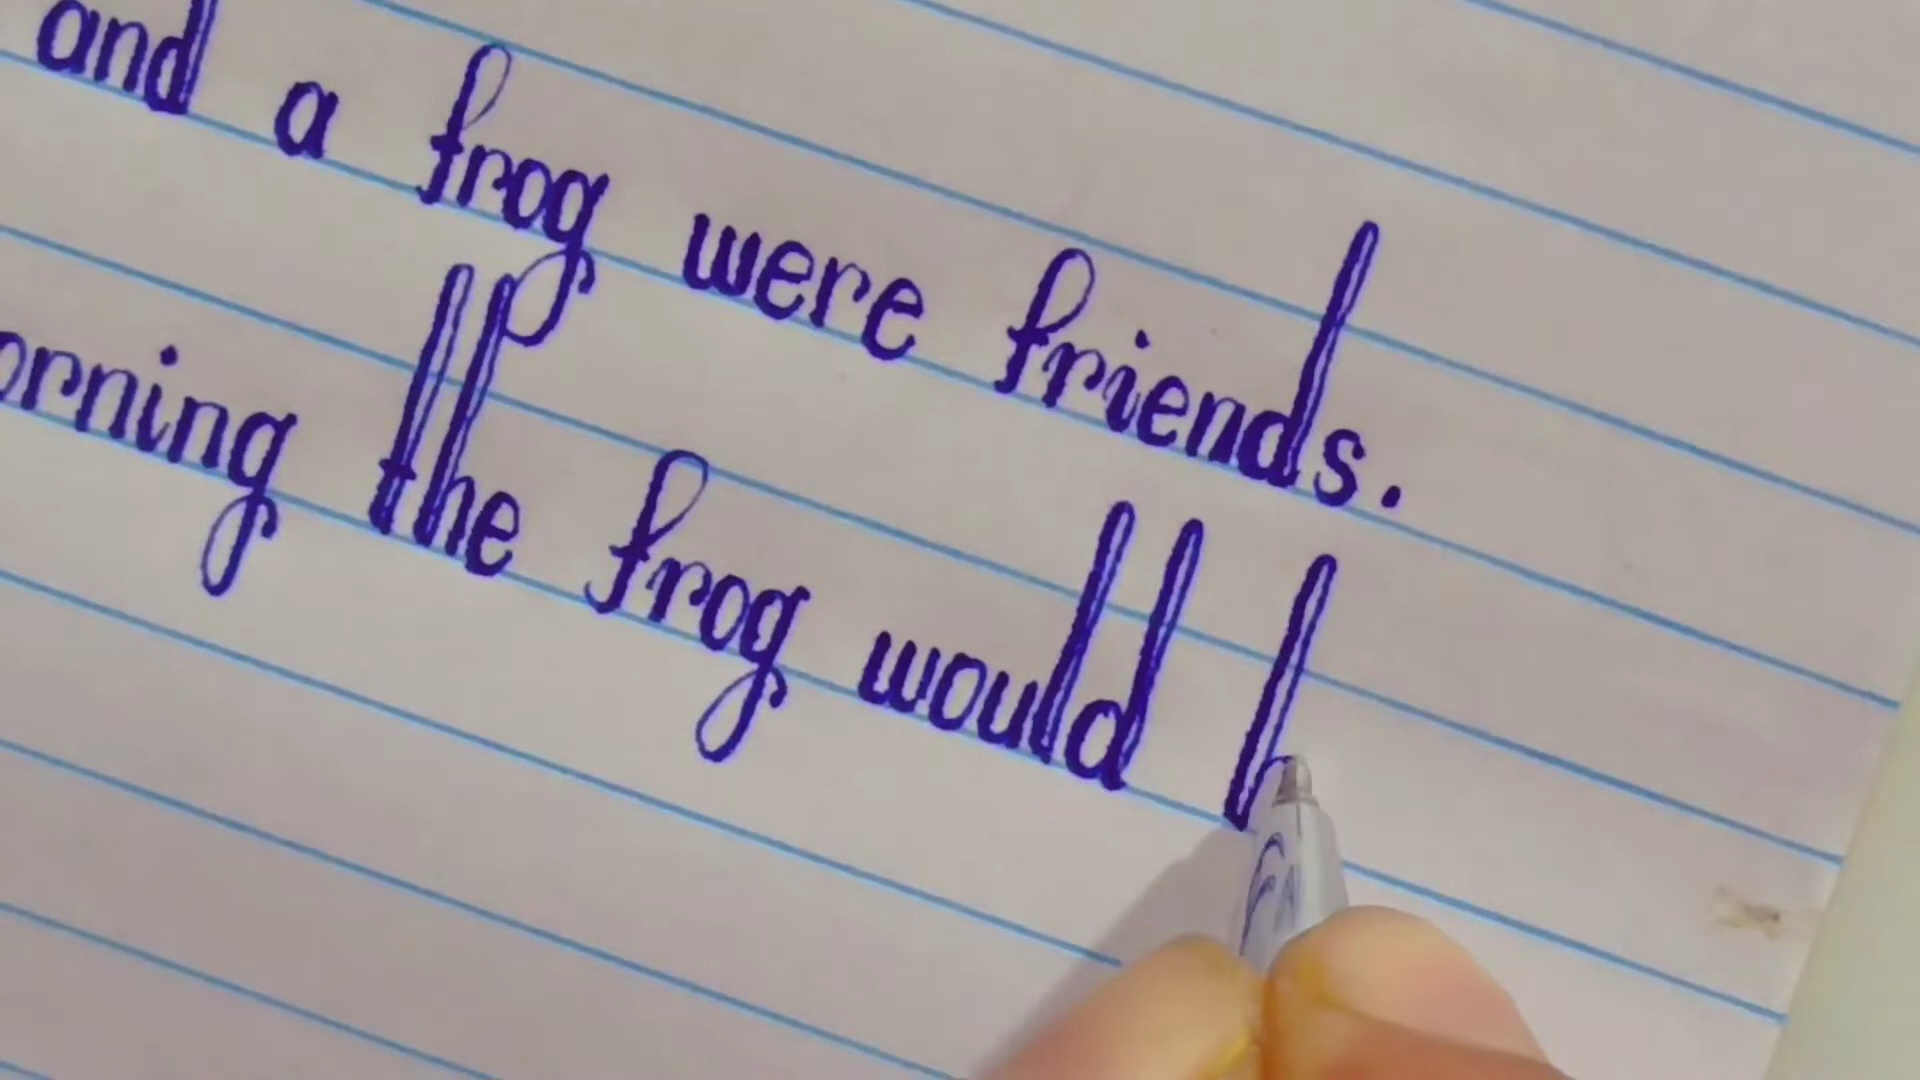 and a frog were friends.
orning the frog would h